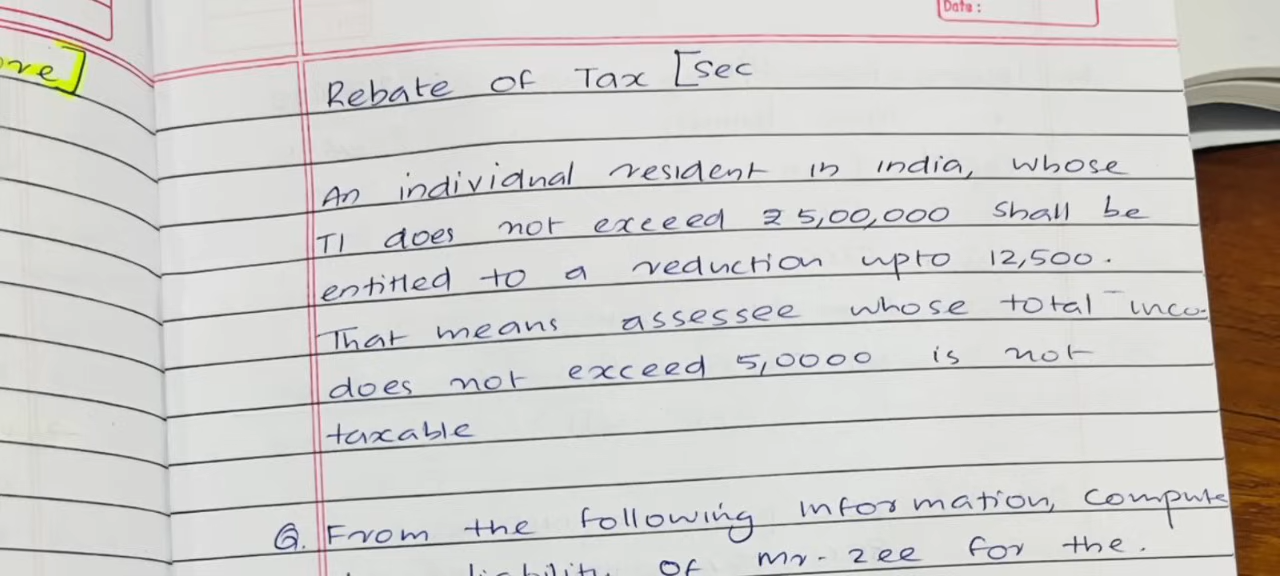 Date:
ore]
Rebate of Tax [sec
An individual resident in india, whose
TI does not exceed ₹5,00,000 shall be
entitled to a reduction upto 12,500.
That means assessee whose total inco
does not exceed 5,0000 is not
taxable
Q. From the following information, compute
liability of mr. zee for the.